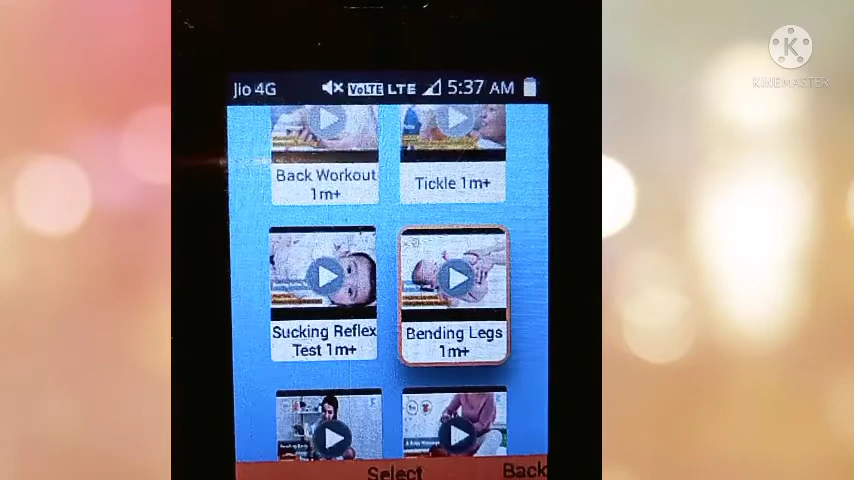 Jio 4G VoLTE LTE 5:37 AM
KINEMASTER
Back Workout
1m+
Tickle 1m+
Sucking Reflex
Test 1m+
Bending Legs
1m+
Select Back